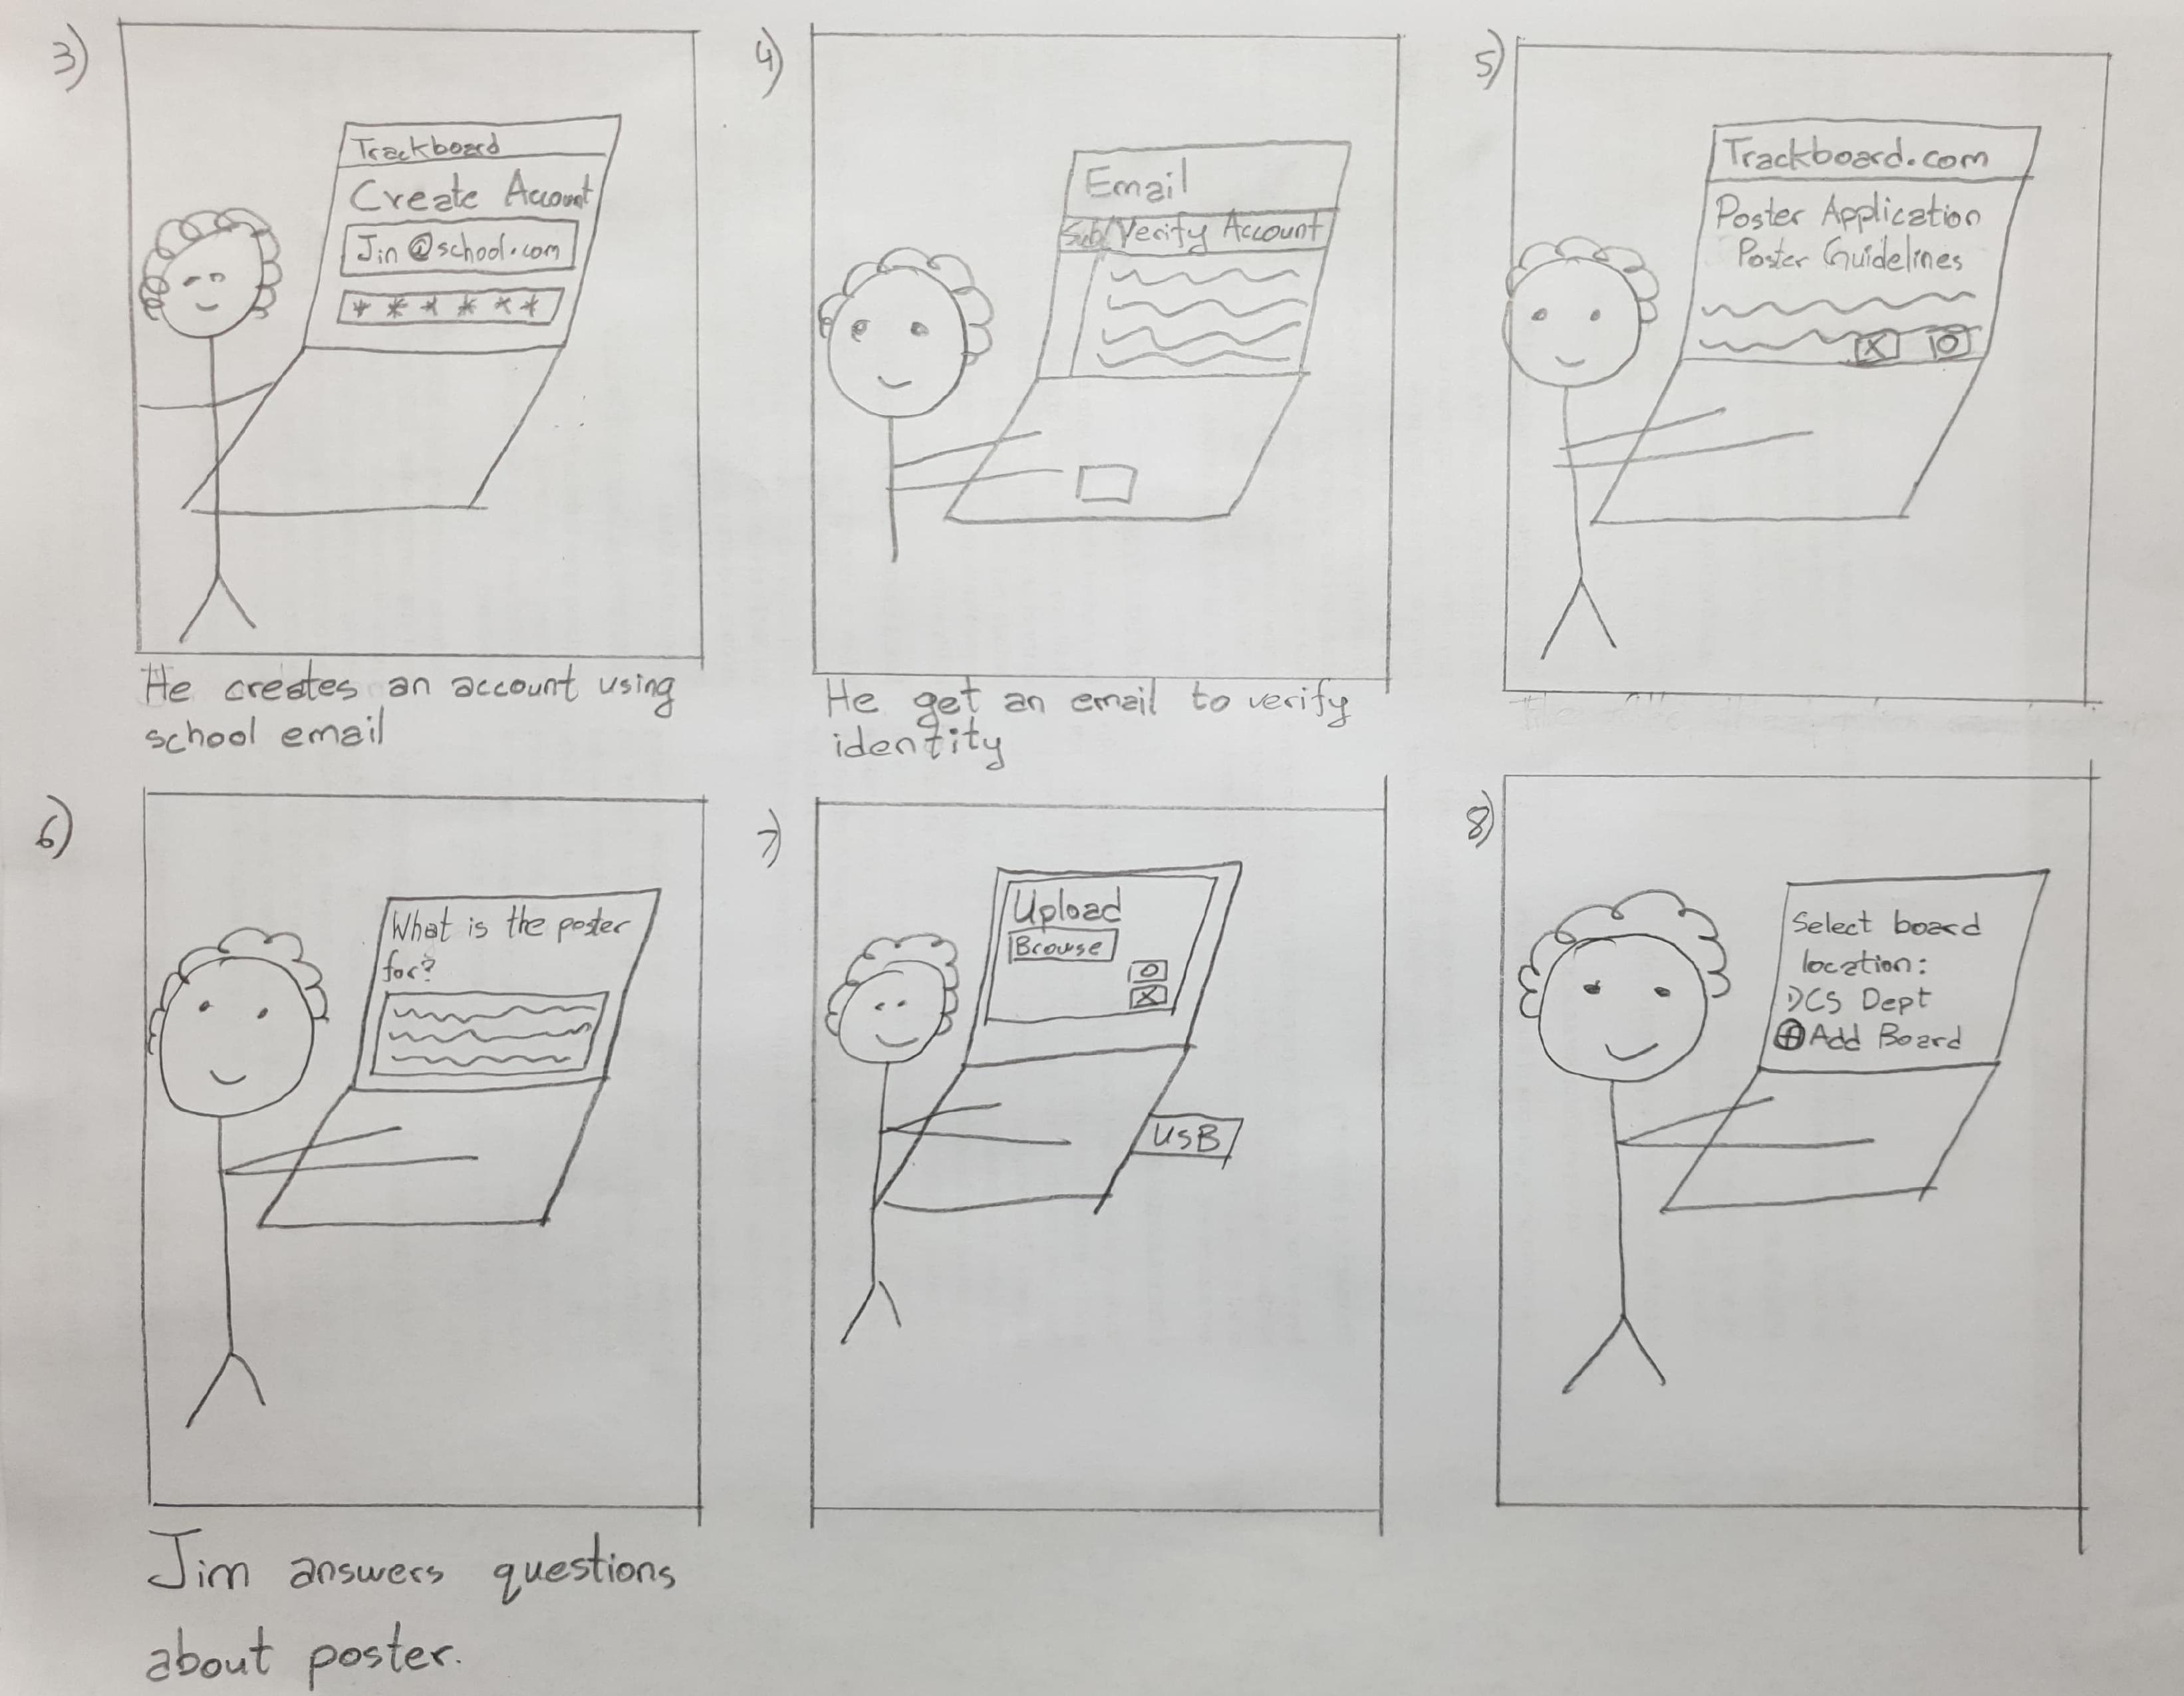 3)
Trackboard
Create Account
Jin@school.com
* * * * * *
He creates an account using
school email
4)
Email
Sub/Verify Account
He get an email to verify
identity
5)
Trackboard.com
Poster Application
Poster Guidelines
X O
6)
What is the poster
for?
Jim answers questions
about poster.
7)
Upload
Browse
O
X
USB
8)
Select board
location:
CS Dept
Add Board